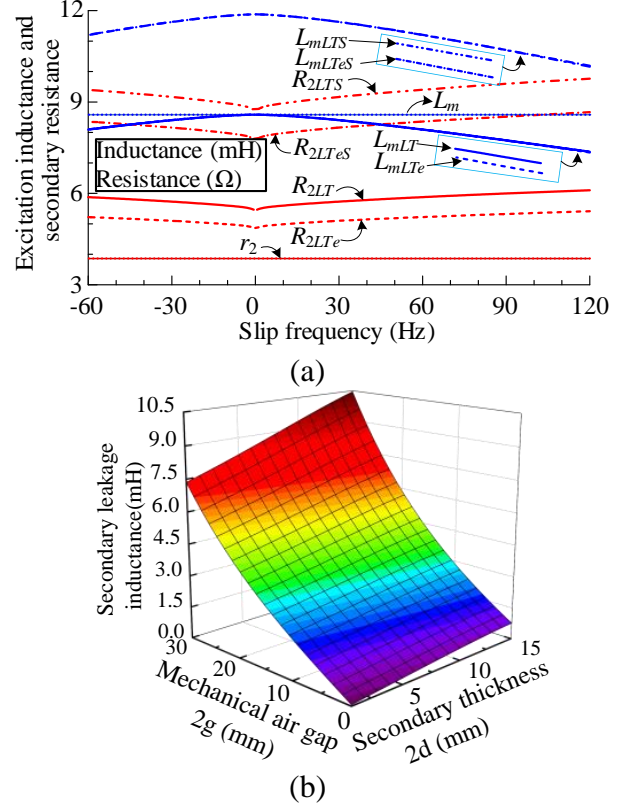 12
9
6
3
Excitation inductance and
secondary resistance
L_mLTS
L_mLTeS
R_2LTS
L_m
R_2LTeS
L_mLT
L_mLTe
Inductance (mH)
Resistance (Ω)
R_2LT
R_2LTe
r_2
-60 -30 0 30 60 90 120
Slip frequency (Hz)
(a)
10.5
9.0
7.5
6.0
4.5
3.0
1.5
0.0
Secondary leakage
inductance(mH)
30 20 10 0
Mechanical air gap
2g (mm)
5 10 15
Secondary thickness
2d (mm)
(b)